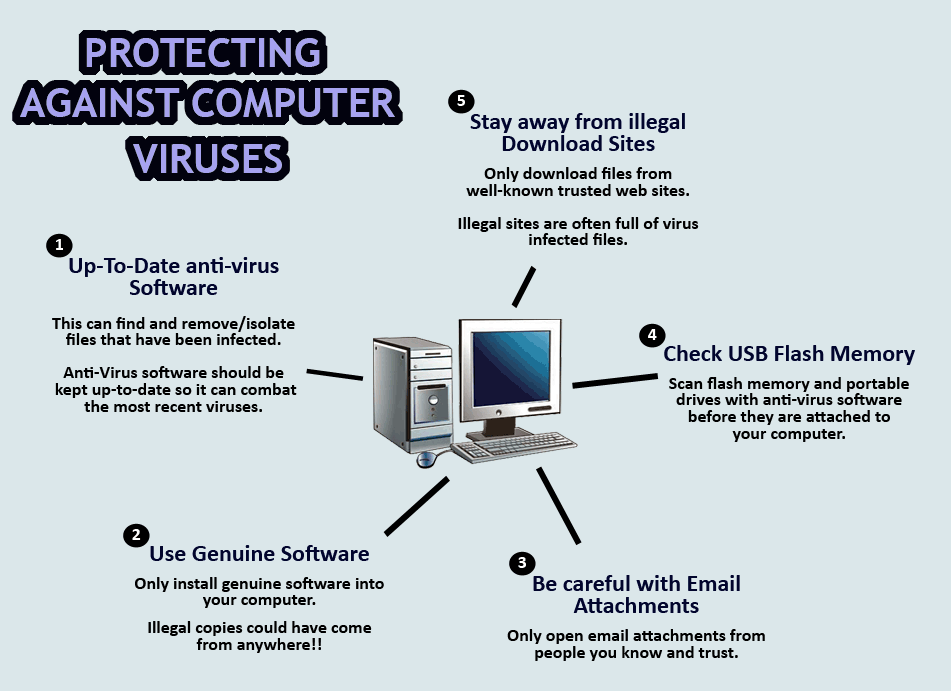 PROTECTING
AGAINST COMPUTER
VIRUSES
1
Up-To-Date anti-virus
Software
This can find and remove/isolate
files that have been infected.
Anti-Virus software should be
kept up-to-date so it can combat
the most recent viruses.
2
Use Genuine Software
Only install genuine software into
your computer.
Illegal copies could have come
from anywhere!!
3
Be careful with Email
Attachments
Only open email attachments from
people you know and trust.
4
Check USB Flash Memory
Scan flash memory and portable
drives with anti-virus software
before they are attached to
your computer.
5
Stay away from illegal
Download Sites
Only download files from
well-known trusted web sites.
Illegal sites are often full of virus
infected files.